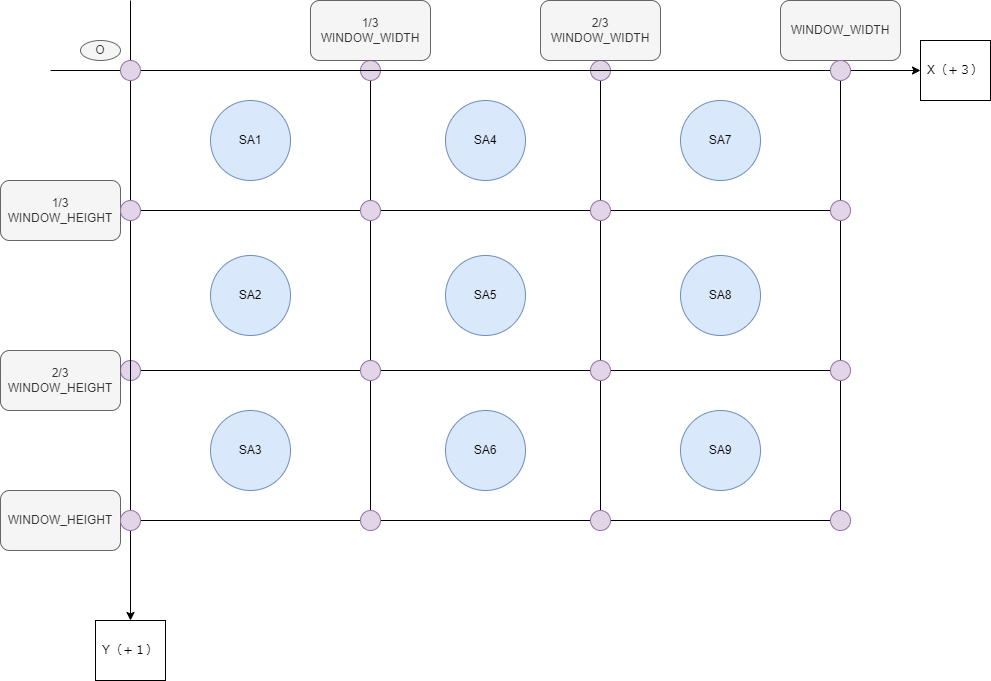 1/3
WINDOW_WIDTH
2/3
WINDOW_WIDTH
WINDOW_WIDTH
O
X（+ 3）
SA1
SA4
SA7
1/3
WINDOW_HEIGHT
SA2
SA5
SA8
2/3
WINDOW_HEIGHT
SA3
SA6
SA9
WINDOW_HEIGHT
Y（+ 1）